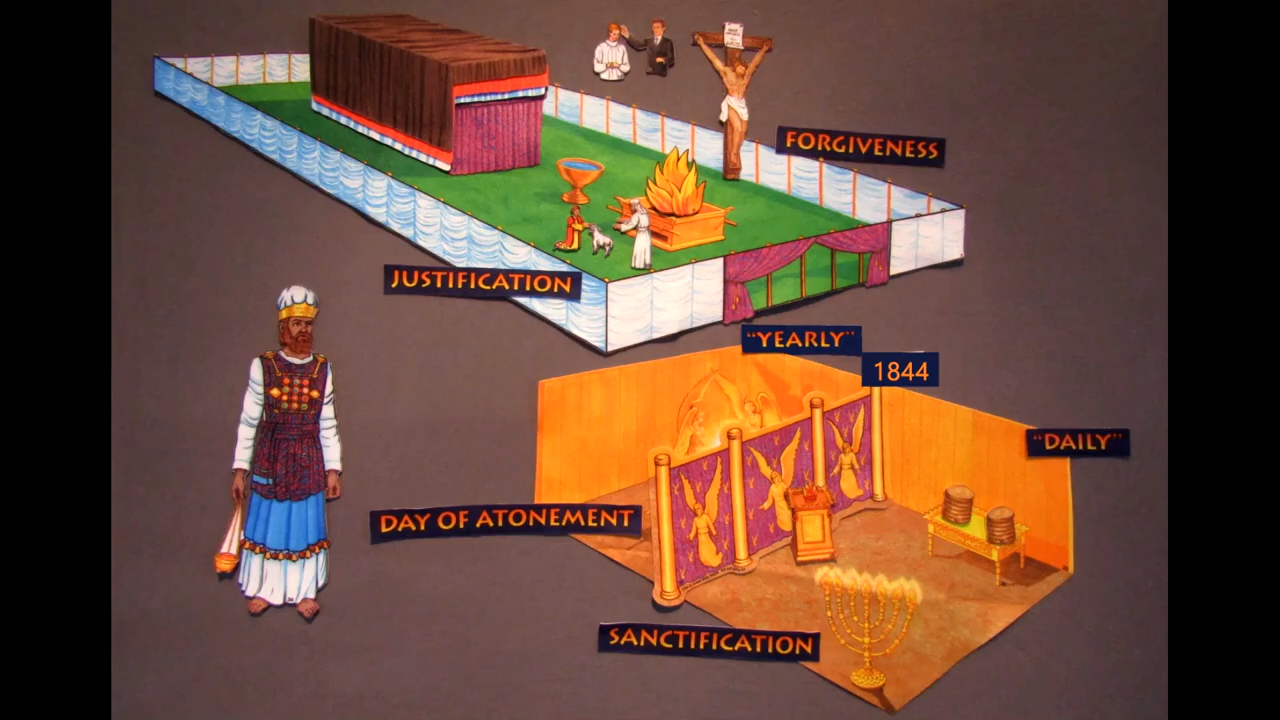 FORGIVENESS
JUSTIFICATION
"YEARLY"
1844
"DAILY"
DAY OF ATONEMENT
SANCTIFICATION